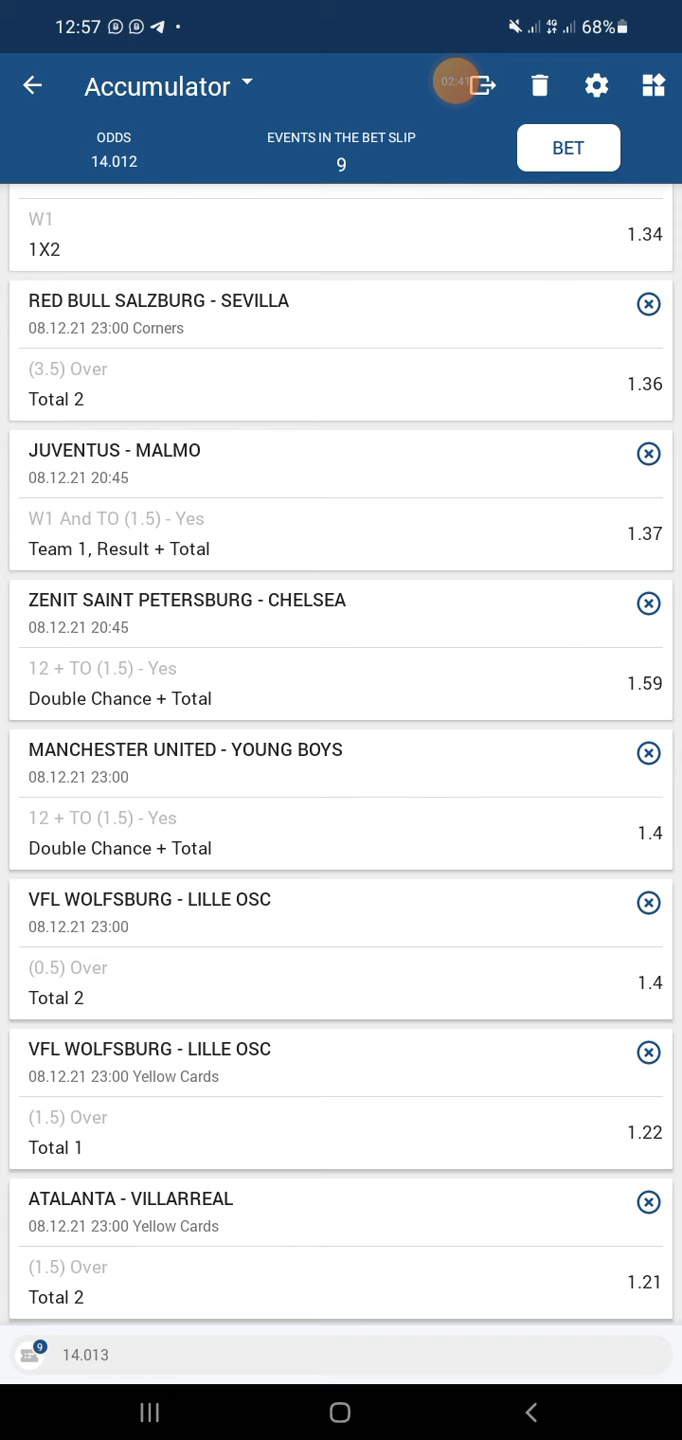 12:57
68%
Accumulator
02:41
ODDS
EVENTS IN THE BET SLIP
BET
14.012
9
W1
1X2
1.34
RED BULL SALZBURG - SEVILLA
08.12.21 23:00 Corners
(3.5) Over
Total 2
1.36
JUVENTUS - MALMO
08.12.21 20:45
W1 And TO (1.5) - Yes
Team 1, Result + Total
1.37
ZENIT SAINT PETERSBURG - CHELSEA
08.12.21 20:45
12 + TO (1.5) - Yes
Double Chance + Total
1.59
MANCHESTER UNITED - YOUNG BOYS
08.12.21 23:00
12 + TO (1.5) - Yes
Double Chance + Total
1.4
VFL WOLFSBURG - LILLE OSC
08.12.21 23:00
(0.5) Over
Total 2
1.4
VFL WOLFSBURG - LILLE OSC
08.12.21 23:00 Yellow Cards
(1.5) Over
Total 1
1.22
ATALANTA - VILLARREAL
08.12.21 23:00 Yellow Cards
(1.5) Over
Total 2
1.21
9
14.013